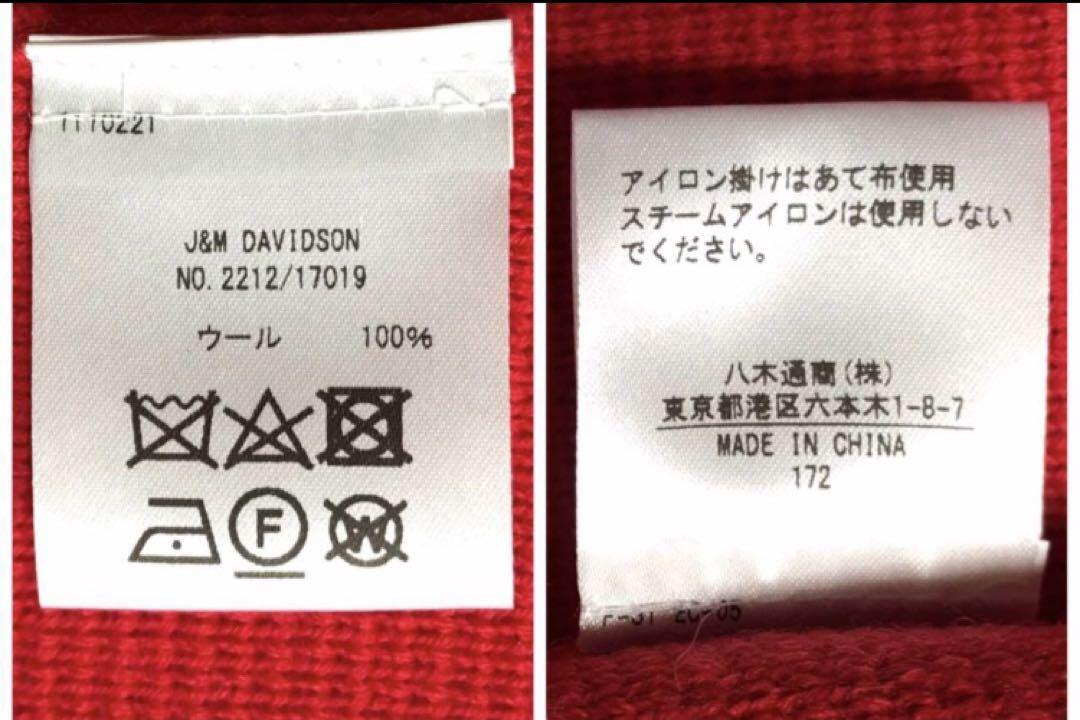 1110221
J&M DAVIDSON
NO.2212/17019
ウール 100%
F
W
アイロン掛けはあて布使用
スチームアイロンは使用しない
でください。
八木通商(株)
東京都港区六本木1-8-7
MADE IN CHINA
172